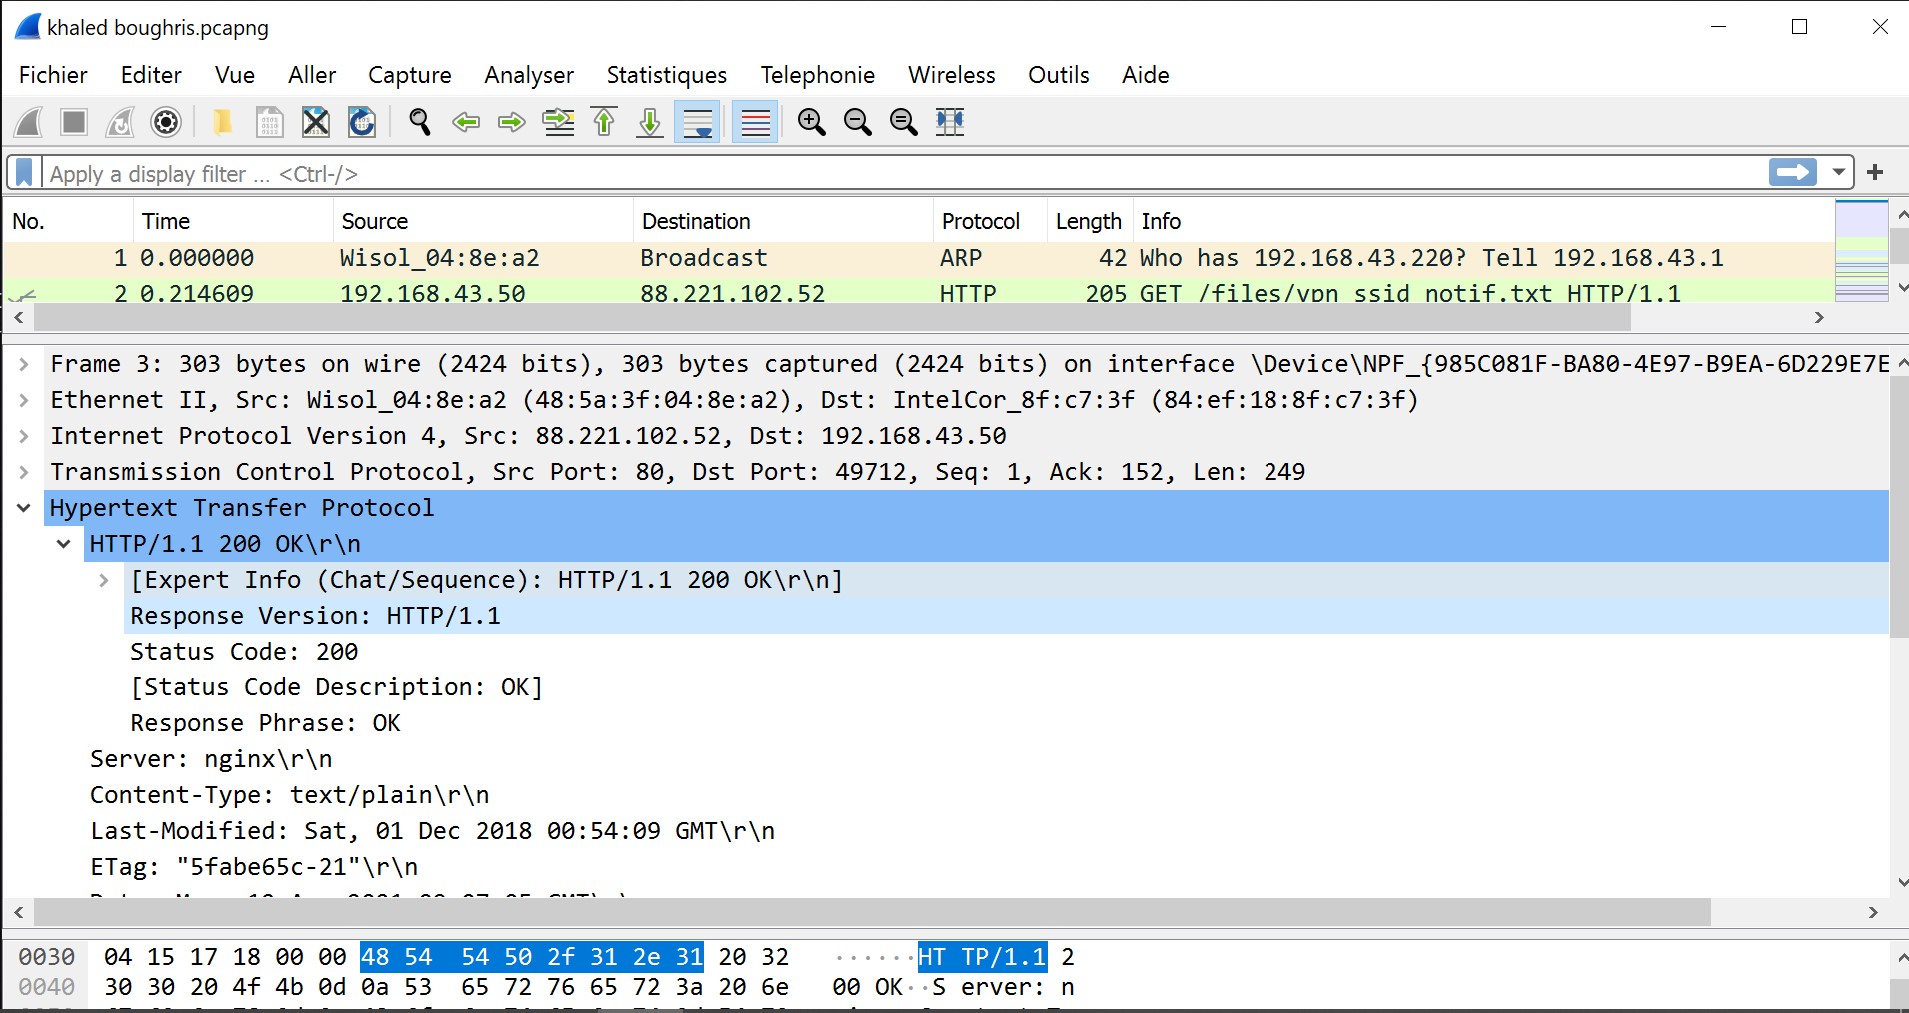 khaled boughris.pcapng
Fichier Editer Vue Aller Capture Analyser Statistiques Telephonie Wireless Outils Aide
Apply a display filter ... <Ctrl-/>
No. Time Source Destination Protocol Length Info
1 0.000000 Wisol_04:8e:a2 Broadcast ARP 42 Who has 192.168.43.220? Tell 192.168.43.1
2 0.214609 192.168.43.50 88.221.102.52 HTTP 205 GET /files/vpn_ssid_notif.txt HTTP/1.1
Frame 3: 303 bytes on wire (2424 bits), 303 bytes captured (2424 bits) on interface \Device\NPF_{985C081F-BA80-4E97-B9EA-6D229E7E
Ethernet II, Src: Wisol_04:8e:a2 (48:5a:3f:04:8e:a2), Dst: IntelCor_8f:c7:3f (84:ef:18:8f:c7:3f)
Internet Protocol Version 4, Src: 88.221.102.52, Dst: 192.168.43.50
Transmission Control Protocol, Src Port: 80, Dst Port: 49712, Seq: 1, Ack: 152, Len: 249
Hypertext Transfer Protocol
HTTP/1.1 200 OK\r\n
[Expert Info (Chat/Sequence): HTTP/1.1 200 OK\r\n]
Response Version: HTTP/1.1
Status Code: 200
[Status Code Description: OK]
Response Phrase: OK
Server: nginx\r\n
Content-Type: text/plain\r\n
Last-Modified: Sat, 01 Dec 2018 00:54:09 GMT\r\n
ETag: "5fabe65c-21"\r\n
0030 04 15 17 18 00 00 48 54 54 50 2f 31 2e 31 20 32 ······HT TP/1.1 2
0040 30 30 20 4f 4b 0d 0a 53 65 72 76 65 72 3a 20 6e 00 OK··S erver: n